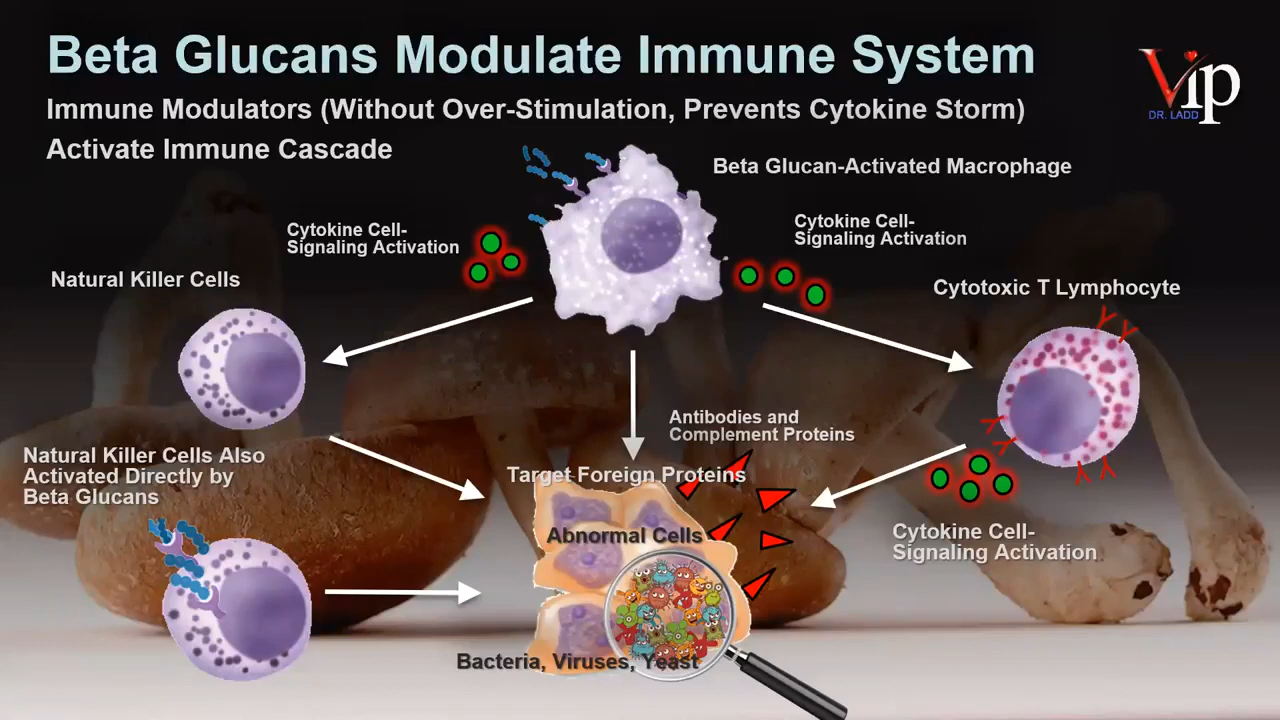 Beta Glucans Modulate Immune System
Vip
DR. LADD
Immune Modulators (Without Over-Stimulation, Prevents Cytokine Storm)
Activate Immune Cascade
Beta Glucan-Activated Macrophage
Cytokine Cell-
Signaling Activation
Cytokine Cell-
Signaling Activation
Natural Killer Cells
Cytotoxic T Lymphocyte
Antibodies and
Complement Proteins
Natural Killer Cells Also
Activated Directly by
Beta Glucans
Target Foreign Proteins
Abnormal Cells
Cytokine Cell-
Signaling Activation
Bacteria, Viruses, Yeast